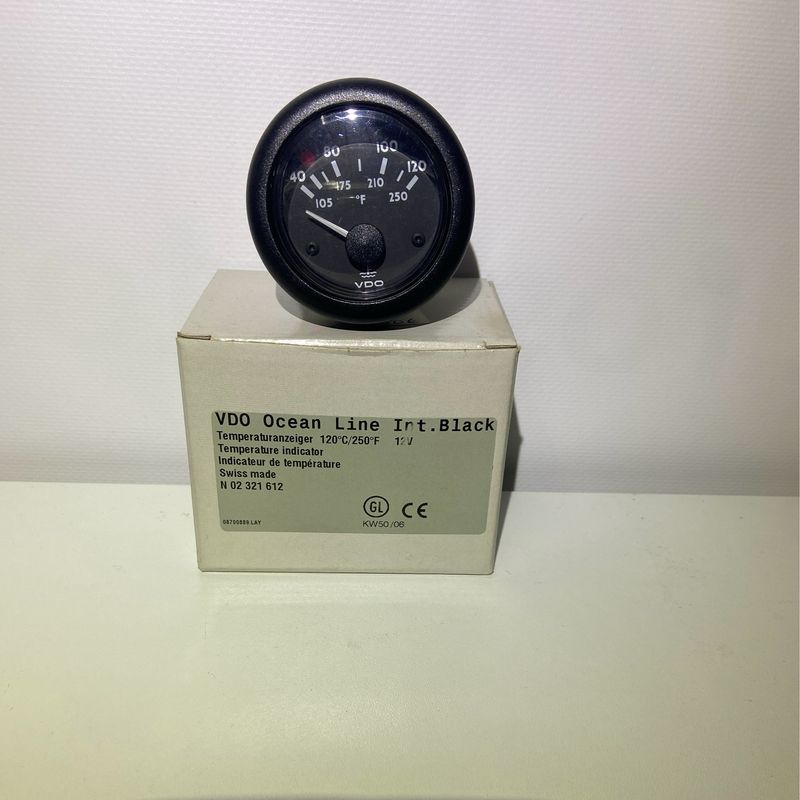 40 80 100 120
105 175 210 250
°F
VDO
VDO Ocean Line Int.Black
Temperaturanzeiger 120°C/250°F 12V
Temperature indicator
Indicateur de température
Swiss made
N 02 321 612
GL CE
08700889.LAY
KW50/06